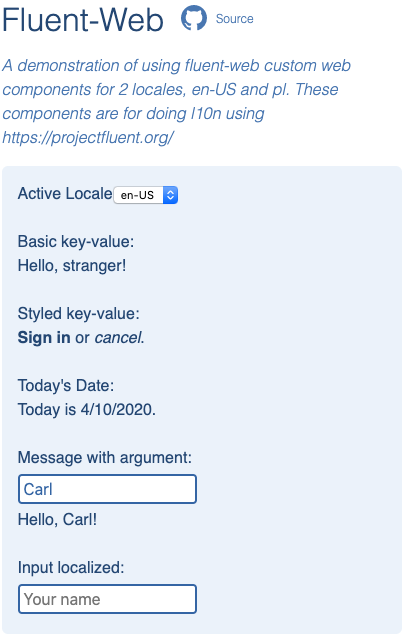 Fluent-Web Source
A demonstration of using fluent-web custom web
components for 2 locales, en-US and pl. These
components are for doing l10n using
https://projectfluent.org/
Active Locale en-US
Basic key-value:
Hello, stranger!
Styled key-value:
Sign in or cancel.
Today's Date:
Today is 4/10/2020.
Message with argument:
Carl
Hello, Carl!
Input localized:
Your name